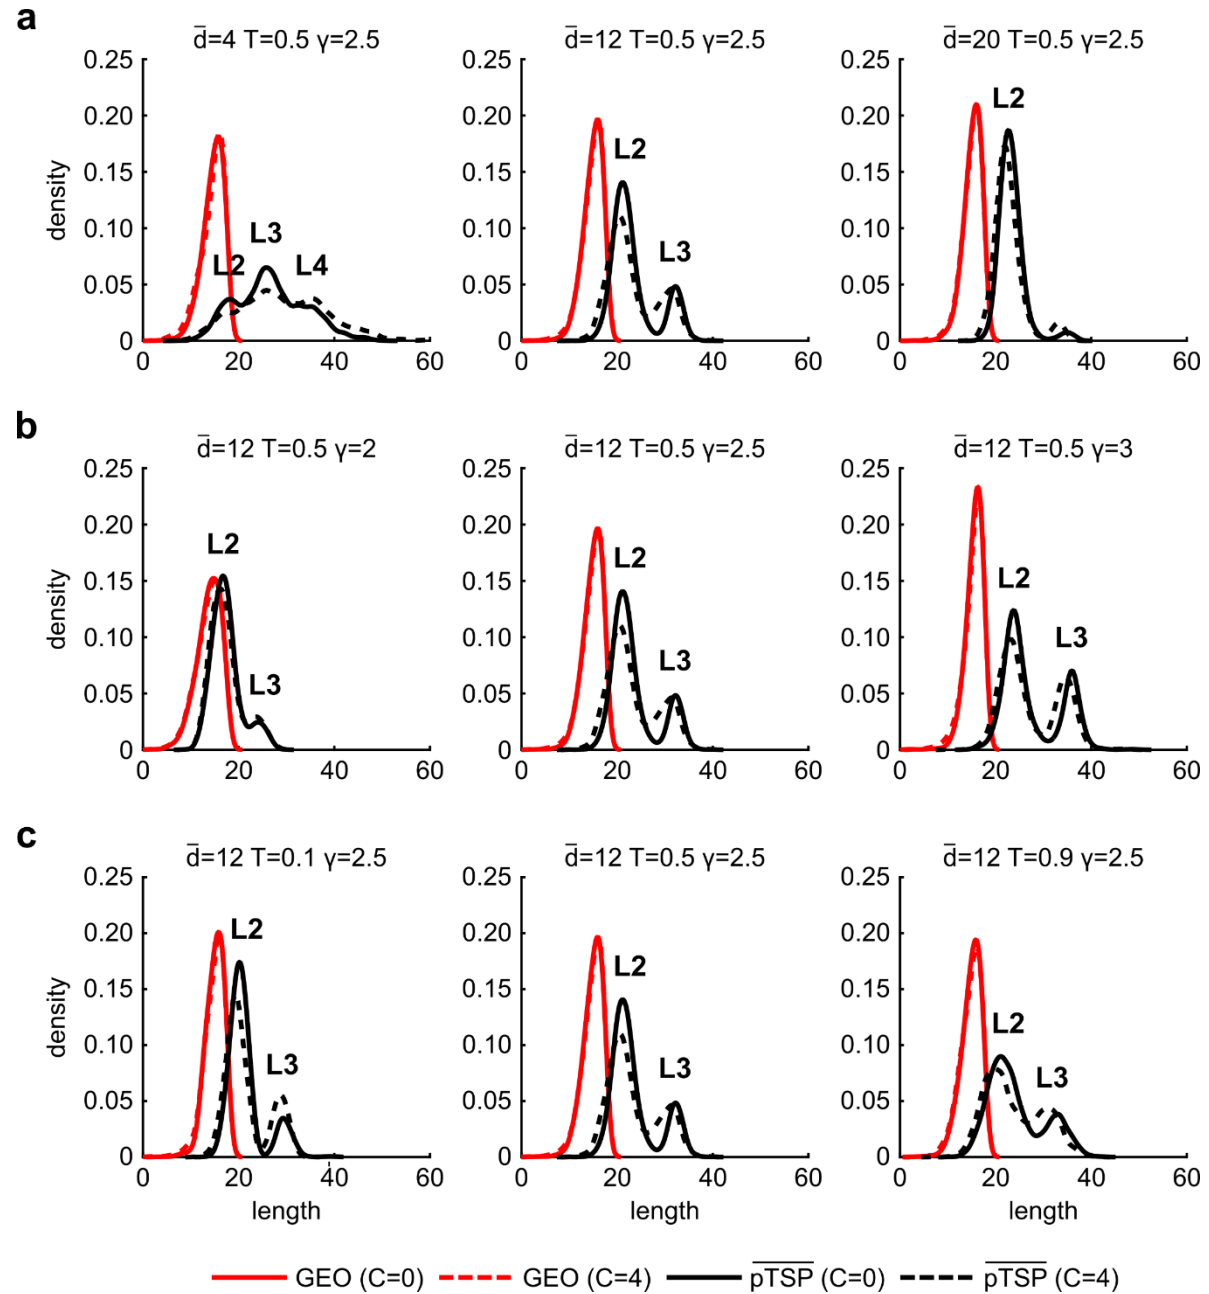 a
d̄=4 T=0.5 γ=2.5
d̄=12 T=0.5 γ=2.5
d̄=20 T=0.5 γ=2.5
0.25 0.25 0.25
0.20 0.20 0.20
0.15 0.15 0.15
0.10 0.10 0.10
0.05 0.05 0.05
0 0 0
density
L2 L3 L4
L2 L3
L2
0 20 40 60 0 20 40 60 0 20 40 60
b
d̄=12 T=0.5 γ=2
d̄=12 T=0.5 γ=2.5
d̄=12 T=0.5 γ=3
0.25 0.25 0.25
0.20 0.20 0.20
0.15 0.15 0.15
0.10 0.10 0.10
0.05 0.05 0.05
0 0 0
density
L2 L3
L2 L3
L2 L3
0 20 40 60 0 20 40 60 0 20 40 60
c
d̄=12 T=0.1 γ=2.5
d̄=12 T=0.5 γ=2.5
d̄=12 T=0.9 γ=2.5
0.25 0.25 0.25
0.20 0.20 0.20
0.15 0.15 0.15
0.10 0.10 0.10
0.05 0.05 0.05
0 0 0
density
L2 L3
L2 L3
L2 L3
0 20 40 60 0 20 40 60 0 20 40 60
length length length
GEO (C=0) GEO (C=4) p̅T̅S̅P̅ (C=0) p̅T̅S̅P̅ (C=4)